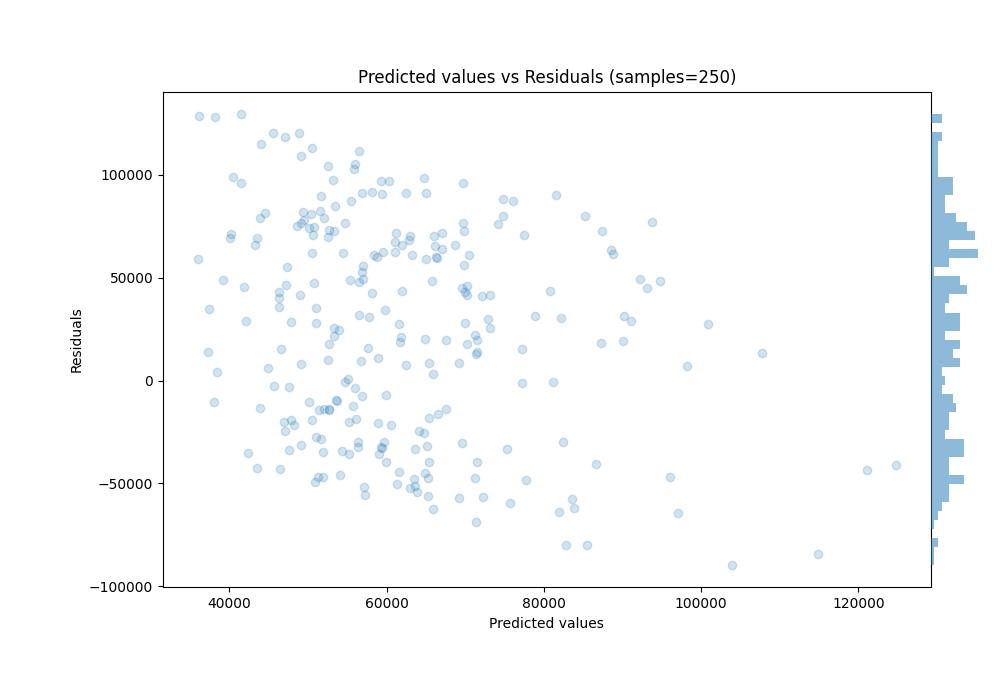 Predicted values vs Residuals (samples=250)
100000
50000
0
−50000
−100000
Residuals
40000 60000 80000 100000 120000
Predicted values